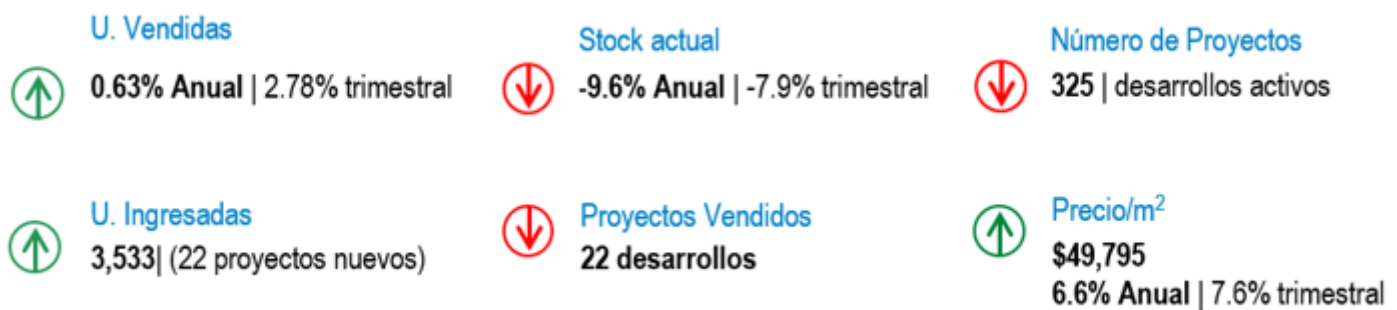 U. Vendidas
0.63% Anual | 2.78% trimestral
Stock actual
-9.6% Anual | -7.9% trimestral
Número de Proyectos
325 | desarrollos activos
U. Ingresadas
3,533| (22 proyectos nuevos)
Proyectos Vendidos
22 desarrollos
Precio/m²
$49,795
6.6% Anual | 7.6% trimestral